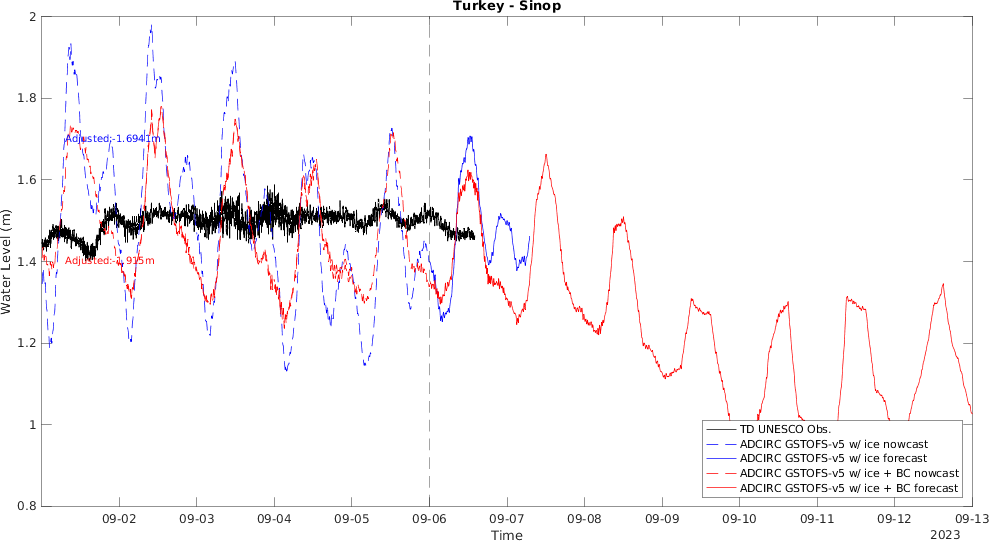 Turkey - Sinop
2
1.8
1.6
1.4
1.2
1
0.8
Water Level (m)
Adjusted:-1.6941m
Adjusted:-1.915m
TD UNESCO Obs.
ADCIRC GSTOFS-v5 w/ ice nowcast
ADCIRC GSTOFS-v5 w/ ice forecast
ADCIRC GSTOFS-v5 w/ ice + BC nowcast
ADCIRC GSTOFS-v5 w/ ice + BC forecast
09-02 09-03 09-04 09-05 09-06 09-07 09-08 09-09 09-10 09-11 09-12 09-13
Time
2023